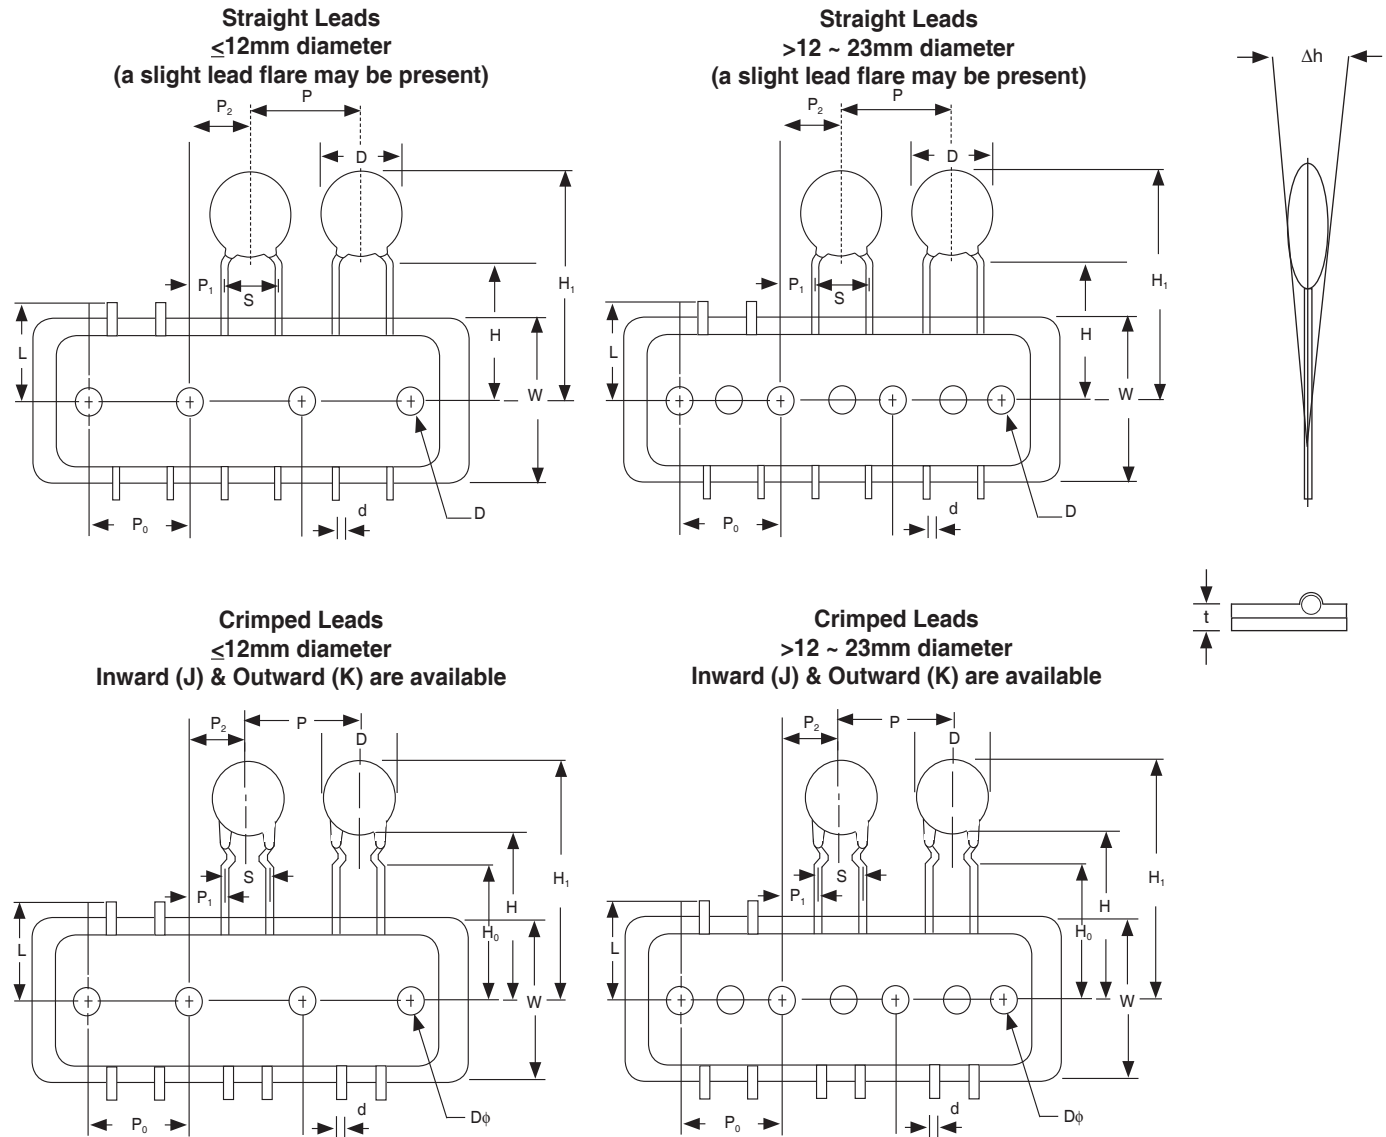 Straight Leads
≤12mm diameter
(a slight lead flare may be present)
P
P2
D
P1
S
H1
H
L
W
P0
d
D
Straight Leads
>12 ~ 23mm diameter
(a slight lead flare may be present)
P
P2
D
P1
S
H1
H
L
W
P0
d
D
Δh
t
Crimped Leads
≤12mm diameter
Inward (J) & Outward (K) are available
P2
P
D
S
P1
H1
H
H0
L
W
P0
d
Dϕ
Crimped Leads
>12 ~ 23mm diameter
Inward (J) & Outward (K) are available
P2
P
D
S
P1
H1
H
H0
L
W
P0
d
Dϕ